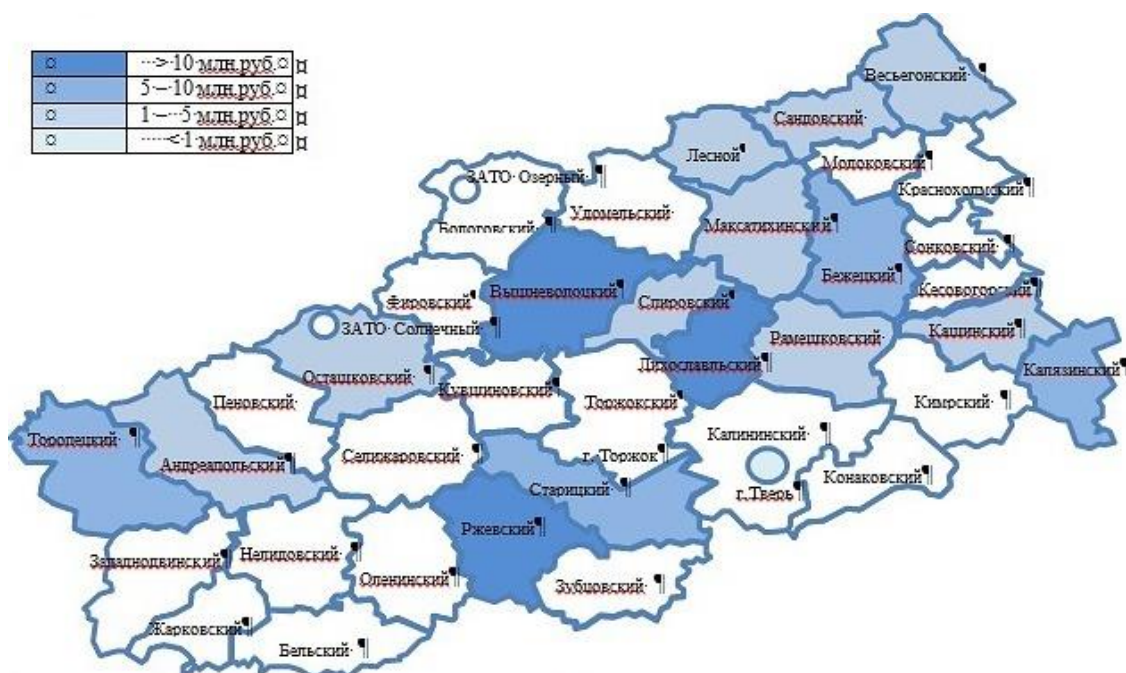 > 10 млн.руб.
5 – 10 млн.руб.
1 – 5 млн.руб.
< 1 млн.руб.
Весьегонский
Сандовский
Лесной
Молоковский
Краснохолмский
ЗАТО Озерный
Удомельский
Бологовский
Максатихинский
Сонковский
Бежецкий
Кесовогорский
Фировский
Вышневолоцкий
Спировский
ЗАТО Солнечный
Рамешковский
Кашинский
Лихославльский
Калязинский
Осташковский
Кувшиновский
Пеновский
Торжокский
Кимрский
Калининский
Торопецкий
Андреапольский
Селижаровский
г. Торжок
Конаковский
Старицкий
г.Тверь
Ржевский
Западнодвинский
Нелидовский
Оленинский
Зубцовский
Жарковский
Бельский